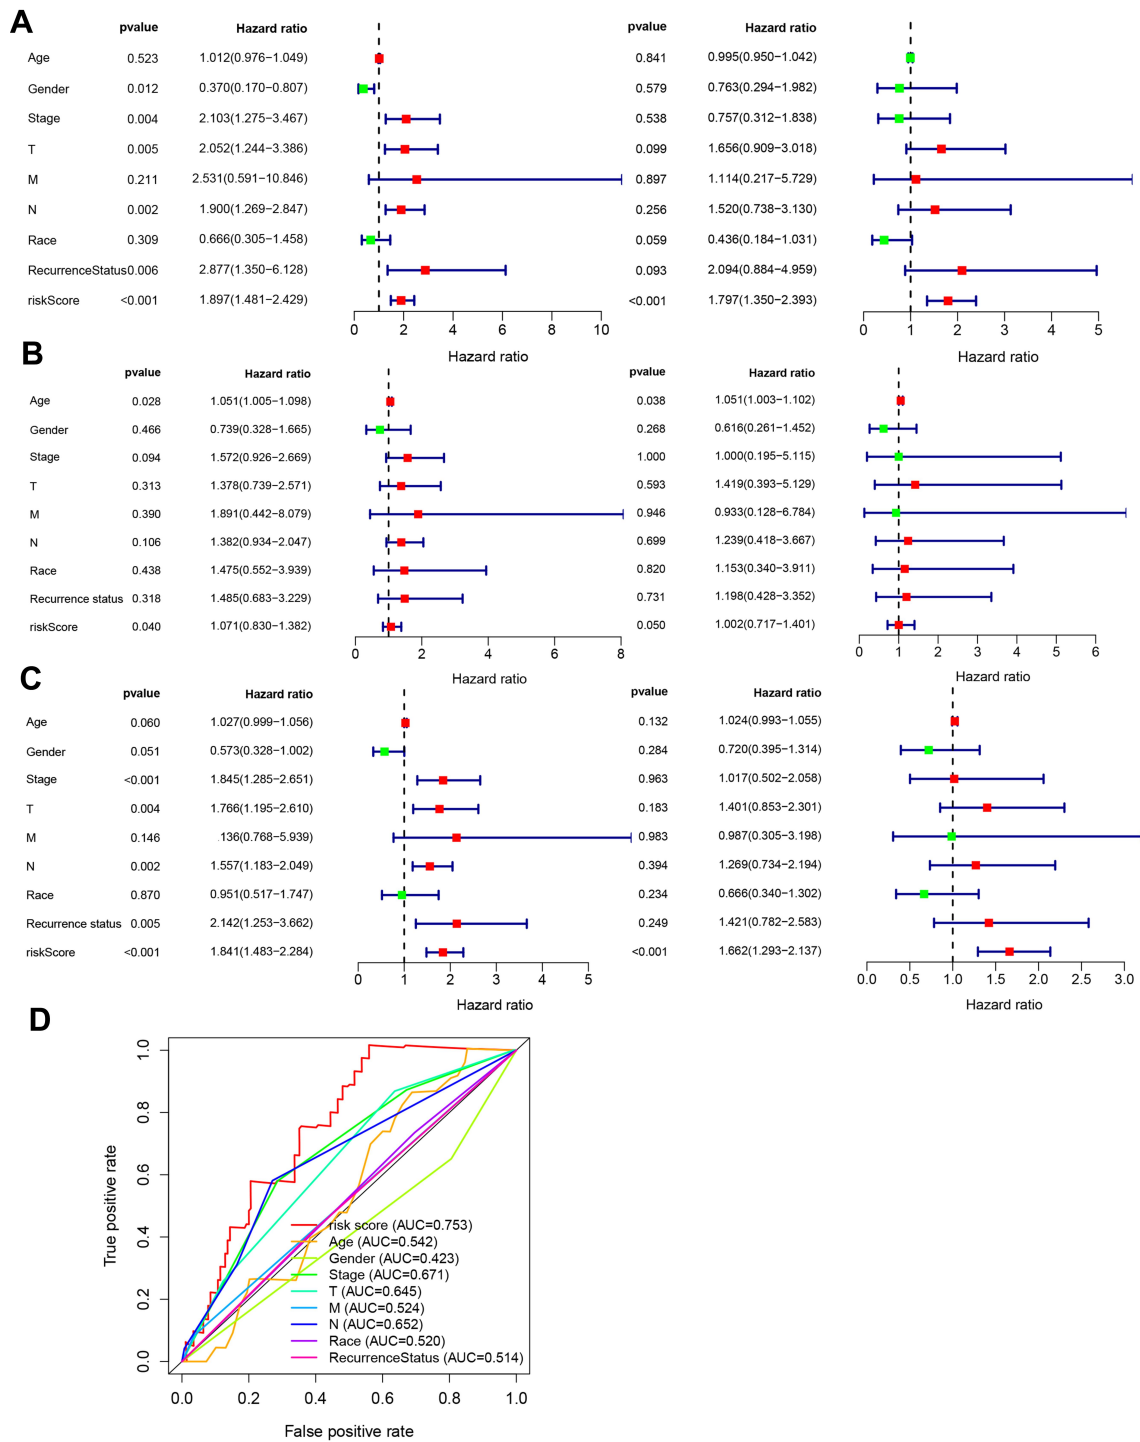 A
pvalue Hazard ratio pvalue Hazard ratio
Age 0.523 1.012(0.976−1.049) 0.841 0.995(0.950−1.042)
Gender 0.012 0.370(0.170−0.807) 0.579 0.763(0.294−1.982)
Stage 0.004 2.103(1.275−3.467) 0.538 0.757(0.312−1.838)
T 0.005 2.052(1.244−3.386) 0.099 1.656(0.909−3.018)
M 0.211 2.531(0.591−10.846) 0.897 1.114(0.217−5.729)
N 0.002 1.900(1.269−2.847) 0.256 1.520(0.738−3.130)
Race 0.309 0.666(0.305−1.458) 0.059 0.436(0.184−1.031)
RecurrenceStatus 0.006 2.877(1.350−6.128) 0.093 2.094(0.884−4.959)
riskScore <0.001 1.897(1.481−2.429) <0.001 1.797(1.350−2.393)
0 2 4 6 8 10 0 1 2 3 4 5
Hazard ratio Hazard ratio
B
pvalue Hazard ratio pvalue Hazard ratio
Age 0.028 1.051(1.005−1.098) 0.038 1.051(1.003−1.102)
Gender 0.466 0.739(0.328−1.665) 0.268 0.616(0.261−1.452)
Stage 0.094 1.572(0.926−2.669) 1.000 1.000(0.195−5.115)
T 0.313 1.378(0.739−2.571) 0.593 1.419(0.393−5.129)
M 0.390 1.891(0.442−8.079) 0.946 0.933(0.128−6.784)
N 0.106 1.382(0.934−2.047) 0.699 1.239(0.418−3.667)
Race 0.438 1.475(0.552−3.939) 0.820 1.153(0.340−3.911)
Recurrence status 0.318 1.485(0.683−3.229) 0.731 1.198(0.428−3.352)
riskScore 0.040 1.071(0.830−1.382) 0.050 1.002(0.717−1.401)
0 2 4 6 8 0 1 2 3 4 5 6
Hazard ratio Hazard ratio
C
pvalue Hazard ratio pvalue Hazard ratio
Age 0.060 1.027(0.999−1.056) 0.132 1.024(0.993−1.055)
Gender 0.051 0.573(0.328−1.002) 0.284 0.720(0.395−1.314)
Stage <0.001 1.845(1.285−2.651) 0.963 1.017(0.502−2.058)
T 0.004 1.766(1.195−2.610) 0.183 1.401(0.853−2.301)
M 0.146 136(0.768−5.939) 0.983 0.987(0.305−3.198)
N 0.002 1.557(1.183−2.049) 0.394 1.269(0.734−2.194)
Race 0.870 0.951(0.517−1.747) 0.234 0.666(0.340−1.302)
Recurrence status 0.005 2.142(1.253−3.662) 0.249 1.421(0.782−2.583)
riskScore <0.001 1.841(1.483−2.284) <0.001 1.662(1.293−2.137)
0 1 2 3 4 5 0.0 0.5 1.0 1.5 2.0 2.5 3.0
Hazard ratio Hazard ratio
D
True positive rate
1.0
0.8
0.6
0.4
0.2
0.0
risk score (AUC=0.753)
Age (AUC=0.542)
Gender (AUC=0.423)
Stage (AUC=0.671)
T (AUC=0.645)
M (AUC=0.524)
N (AUC=0.652)
Race (AUC=0.520)
RecurrenceStatus (AUC=0.514)
0.0 0.2 0.4 0.6 0.8 1.0
False positive rate